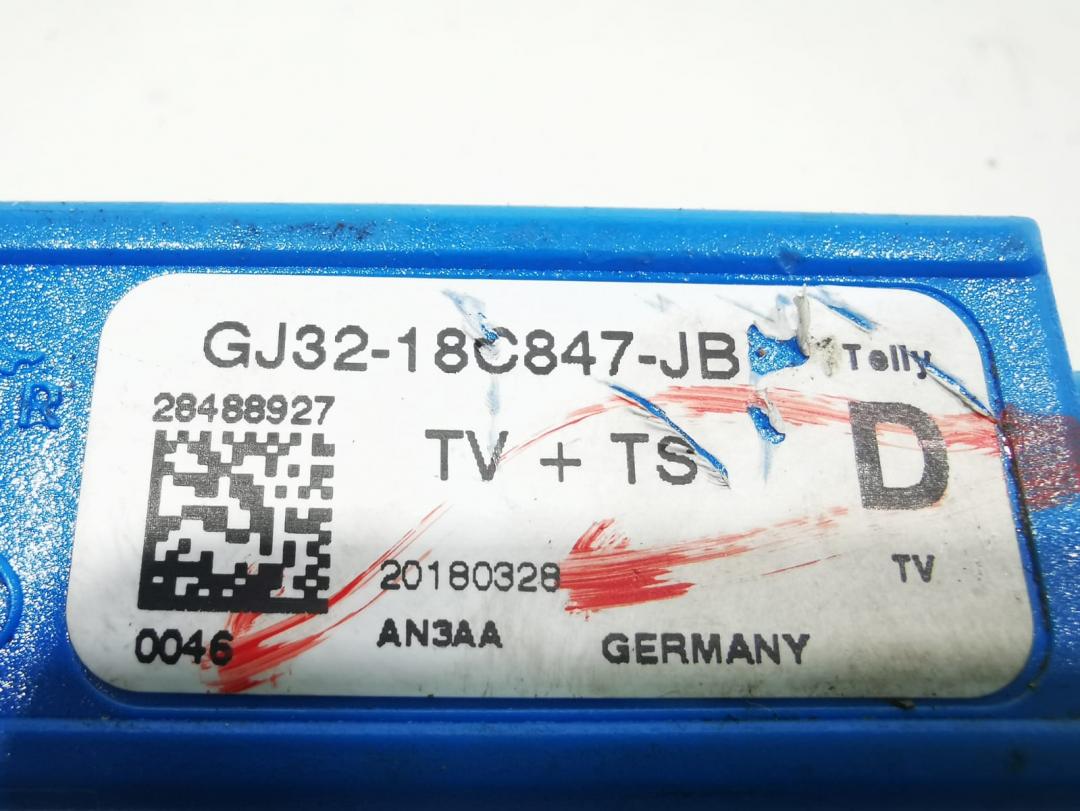 GJ32-18C847-JB
Telly
28488927
TV + TS
D
20180328
TV
0046
AN3AA
GERMANY